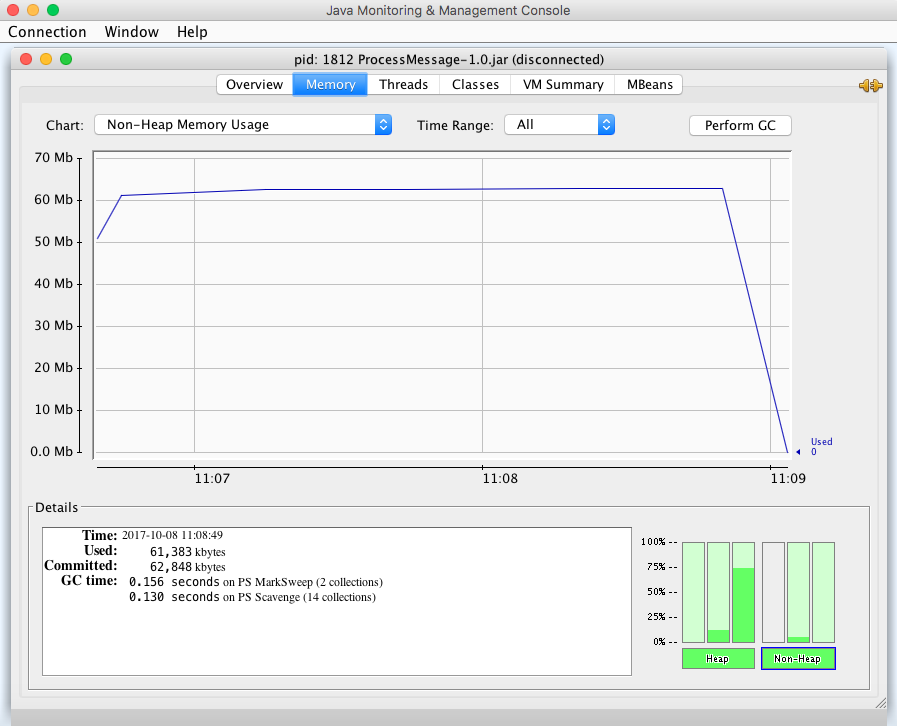 Java Monitoring & Management Console
Connection Window Help
pid: 1812 ProcessMessage-1.0.jar (disconnected)
Overview Memory Threads Classes VM Summary MBeans
Chart: Non-Heap Memory Usage Time Range: All Perform GC
70 Mb
60 Mb
50 Mb
40 Mb
30 Mb
20 Mb
10 Mb
0.0 Mb
Used
0
11:07 11:08 11:09
Details
Time: 2017-10-08 11:08:49
Used: 61,383 kbytes
Committed: 62,848 kbytes
GC time: 0.156 seconds on PS MarkSweep (2 collections)
0.130 seconds on PS Scavenge (14 collections)
100% --
75% --
50% --
25% --
0% --
Heap Non-Heap